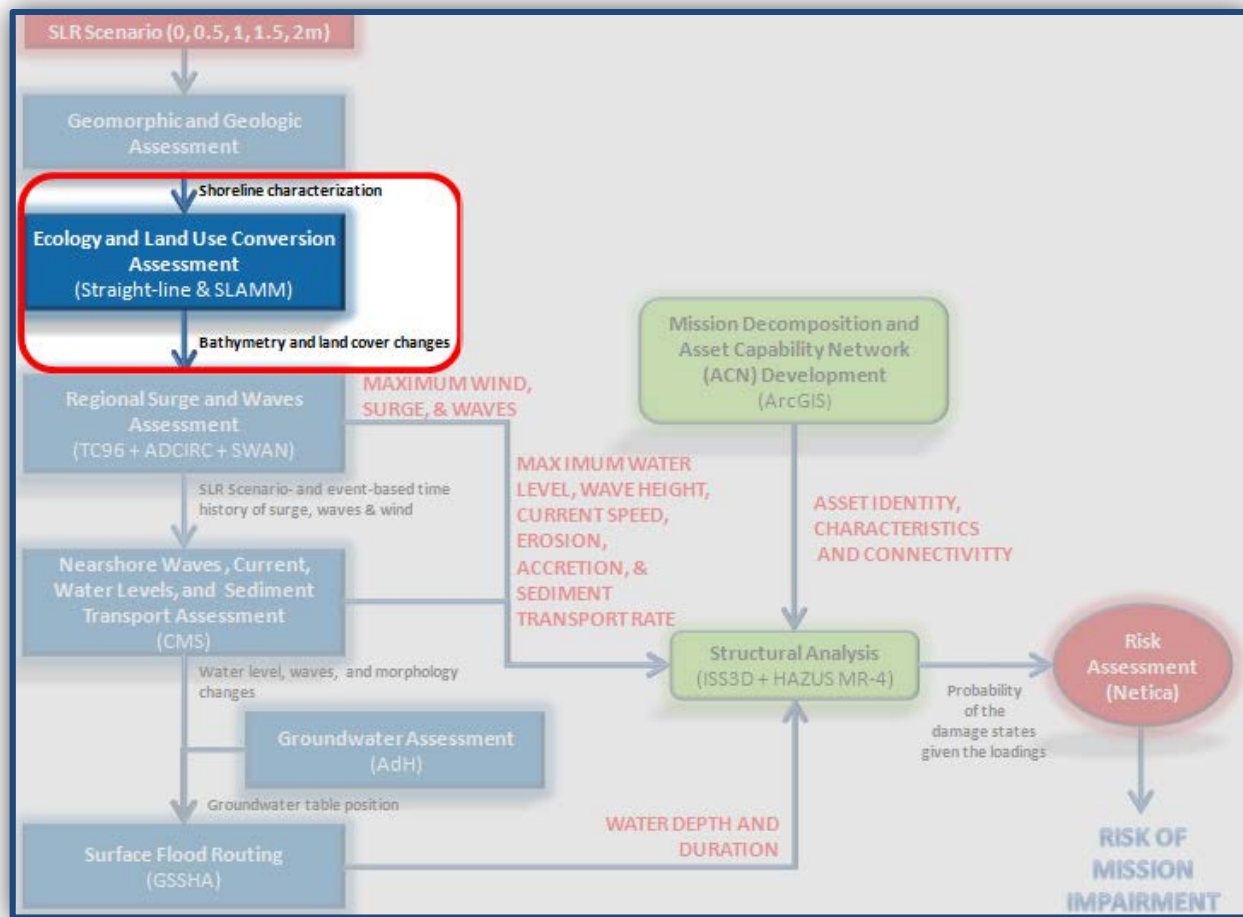 SLR Scenario (0, 0.5, 1, 1.5, 2m)
Geomorphic and Geologic
Assessment
Shoreline characterization
Ecology and Land Use Conversion
Assessment
(Straight-line & SLAMM)
Bathymetry and land cover changes
Regional Surge and Waves
Assessment
(TC96 + ADCIRC + SWAN)
MAXIMUM WIND,
SURGE, & WAVES
SLR Scenario- and event-based time
history of surge, waves & wind
Nearshore Waves, Current,
Water Levels, and Sediment
Transport Assessment
(CMS)
MAXIMUM WATER
LEVEL, WAVE HEIGHT,
CURRENT SPEED,
EROSION,
ACCRETION, &
SEDIMENT
TRANSPORT RATE
Water level, waves, and morphology
changes
Groundwater Assessment
(AdH)
Groundwater table position
Surface Flood Routing
(GSSHA)
WATER DEPTH AND
DURATION
Mission Decomposition and
Asset Capability Network
(ACN) Development
(ArcGIS)
ASSET IDENTITY,
CHARACTERISTICS
AND CONNECTIVITTY
Structural Analysis
(ISS3D + HAZUS MR-4)
Probability
of the
damage states
given the loadings
Risk
Assessment
(Netica)
RISK OF
MISSION
IMPAIRMENT